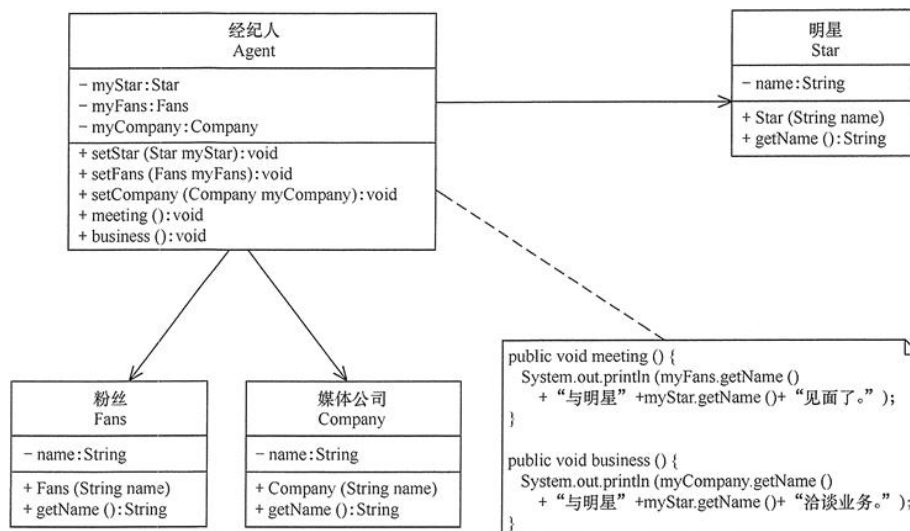 经纪人
Agent
- myStar:Star
- myFans:Fans
- myCompany:Company
+ setStar (Star myStar):void
+ setFans (Fans myFans):void
+ setCompany (Company myCompany):void
+ meeting ():void
+ business ():void
明星
Star
- name:String
+ Star (String name)
+ getName ():String
粉丝
Fans
- name:String
+ Fans (String name)
+ getName ():String
媒体公司
Company
- name:String
+ Company (String name)
+ getName ():String
public void meeting () {
System.out.println (myFans.getName ()
+ “与明星” +myStar.getName ()+ “见面了。” );
}
public void business () {
System.out.println (myCompany.getName ()
+ “与明星” +myStar.getName ()+ “洽谈业务。” );
}